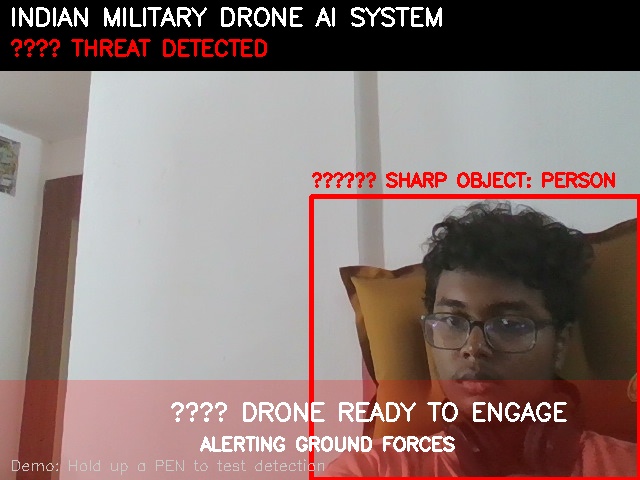 INDIAN MILITARY DRONE AI SYSTEM
???? THREAT DETECTED
?????? SHARP OBJECT: PERSON
???? DRONE READY TO ENGAGE
ALERTING GROUND FORCES
Demo: Hold up a PEN to test detection